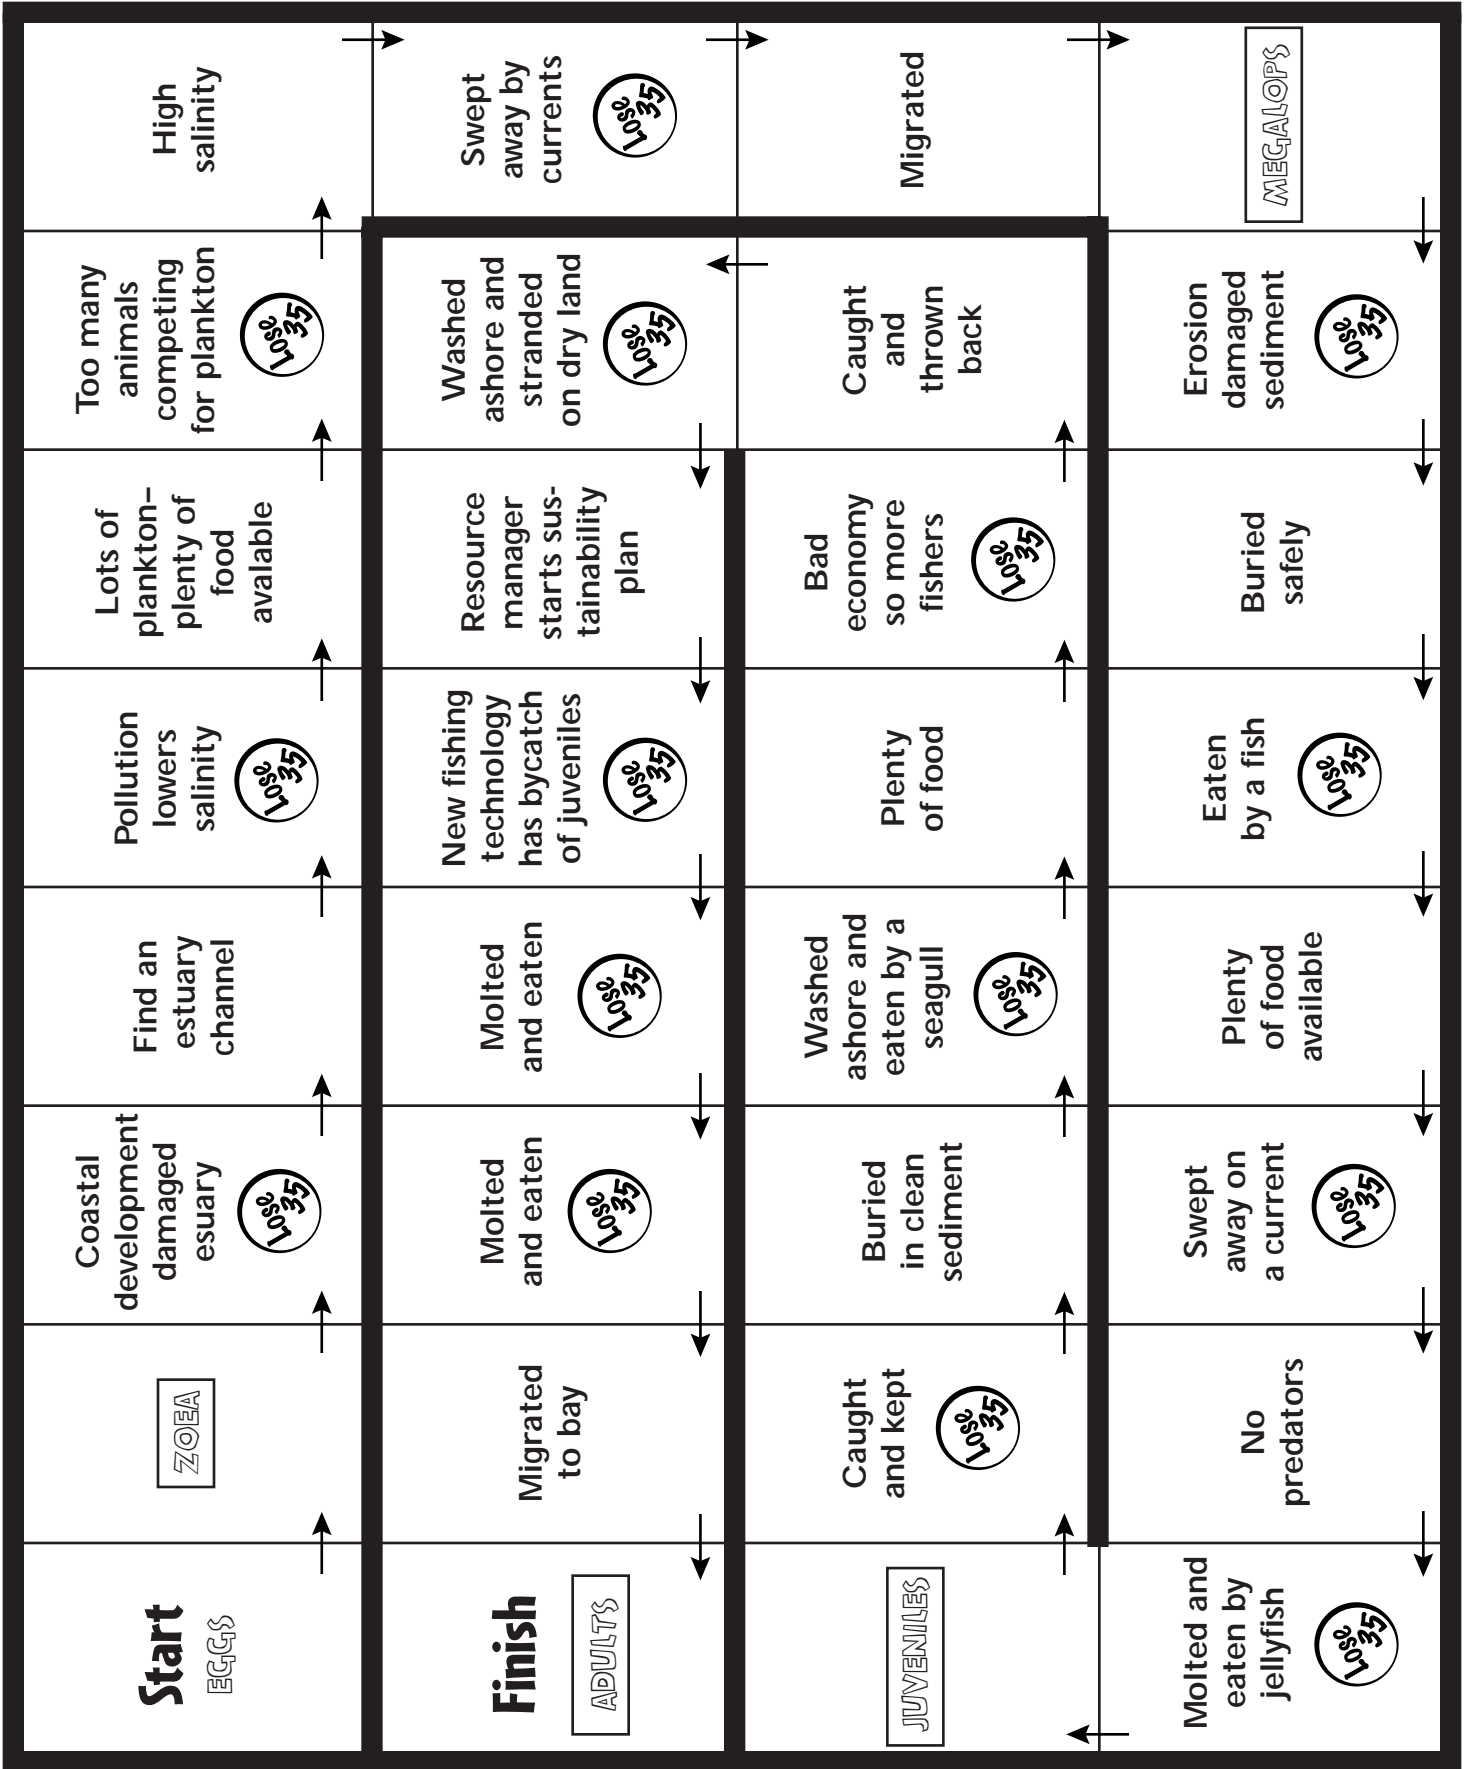 Start
EGGS
ZOEA
Coastal
development
damaged
esuary
Lose
35
Find an
estuary
channel
Pollution
lowers
salinity
Lose
35
Lots of
plankton–
plenty of
food
avalable
Too many
animals
competing
for plankton
Lose
35
High
salinity
Swept
away by
currents
Lose
35
Migrated
MEGALOPS
Erosion
damaged
sediment
Lose
35
Buried
safely
Eaten
by a fish
Lose
35
Plenty
of food
available
Swept
away on
a current
Lose
35
No
predators
Molted and
eaten by
jellyfish
Lose
35
JUVENILES
Caught
and kept
Lose
35
Buried
in clean
sediment
Washed
ashore and
eaten by a
seagull
Lose
35
Plenty
of food
Bad
economy
so more
fishers
Lose
35
Caught
and
thrown
back
Washed
ashore and
stranded
on dry land
Lose
35
Resource
manager
starts sus-
tainability
plan
New fishing
technology
has bycatch
of juveniles
Lose
35
Molted
and eaten
Lose
35
Molted
and eaten
Lose
35
Migrated
to bay
Finish
ADULTS